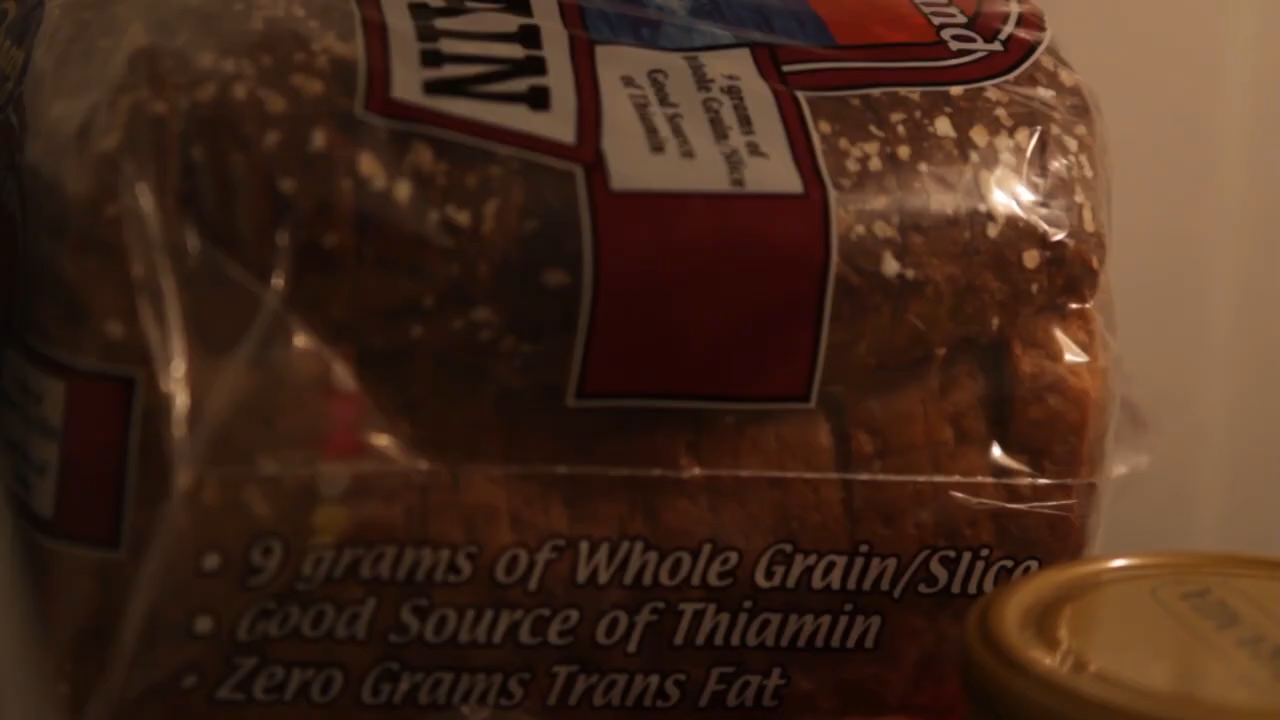 AIN
9 grams of
Whole Grain/Slice
Good Source
of Thiamin
• 9 grams of Whole Grain/Slice
• Good Source of Thiamin
• Zero Grams Trans Fat